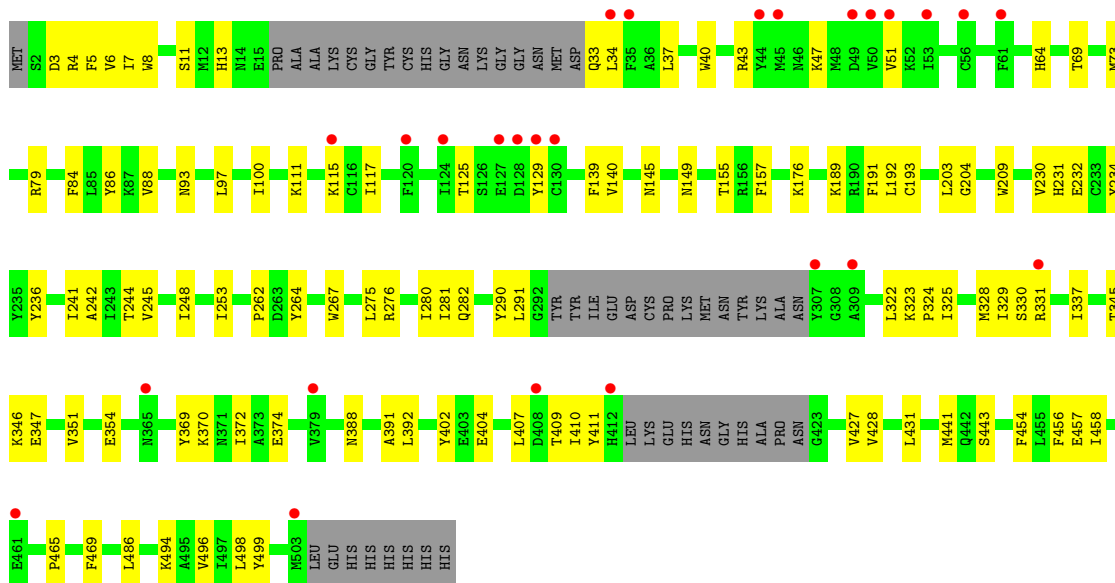 MET S2 D3 R4 F5 V6 I7 W8 S11 M12 H13 N14 E15 PRO ALA ALA LYS CYS GLY TYR CYS HIS GLY ASN LYS GLY GLY ASN MET ASP Q33 L34 F35 A36 L37 W40 R43 Y44 M45 N46 K47 M48 D49 V50 V51 K52 I53 C56 F61 H64 T69 M73
R79 F84 L85 Y86 K87 V88 N93 L97 I100 K111 K115 C116 I117 F120 I124 T125 S126 E127 D128 Y129 C130 F139 V140 N145 N149 T155 R156 F157 K176 K189 R190 F191 L192 C193 L203 G204 W209 V230 H231 E232 C233
Y235 Y236 I241 A242 I243 T244 V245 I248 I253 P262 D263 Y264 W267 L275 R276 I280 I281 Q282 Y290 L291 G292 TYR TYR ILE GLU ASP CYS PRO LYS MET ASN TYR LYS ALA ASN Y307 G308 A309 L322 K323 P324 I325 M328 I329 S330 R331 I337 T345
K346 E347 V351 E354 N365 Y369 K370 N371 I372 A373 E374 V379 N388 A391 L392 Y402 E403 E404 L407 D408 T409 I410 Y411 H412 LEU LYS GLU HIS ASN GLY HIS ALA PRO ASN G423 V427 V428 L431 M441 Q442 S443 F454 L455 F456 E457 I458
E461 P465 F469 L486 K494 A495 V496 I497 L498 Y499 M503 LEU GLU HIS HIS HIS HIS HIS HIS